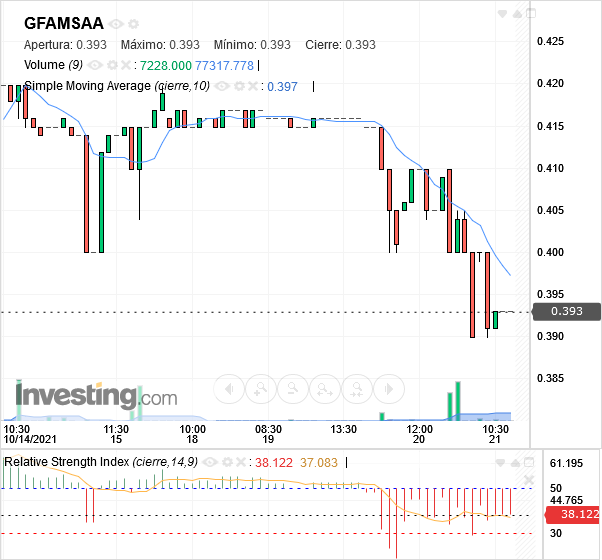 GFAMSAA
Apertura: 0.393 Máximo: 0.393 Mínimo: 0.393 Cierre: 0.393
Volume (9) : 7228.000 77317.778
Simple Moving Average (cierre,10) : 0.397
0.425
0.420
0.415
0.410
0.405
0.400
0.395
0.393
0.390
0.385
Investing.com
10:30 11:30 10:00 08:30 13:30 12:00 10:30
10/14/2021 15 18 19 20 21
Relative Strength Index (cierre,14,9) : 38.122 37.083
61.195
50 50
44.765
38.122
30 30